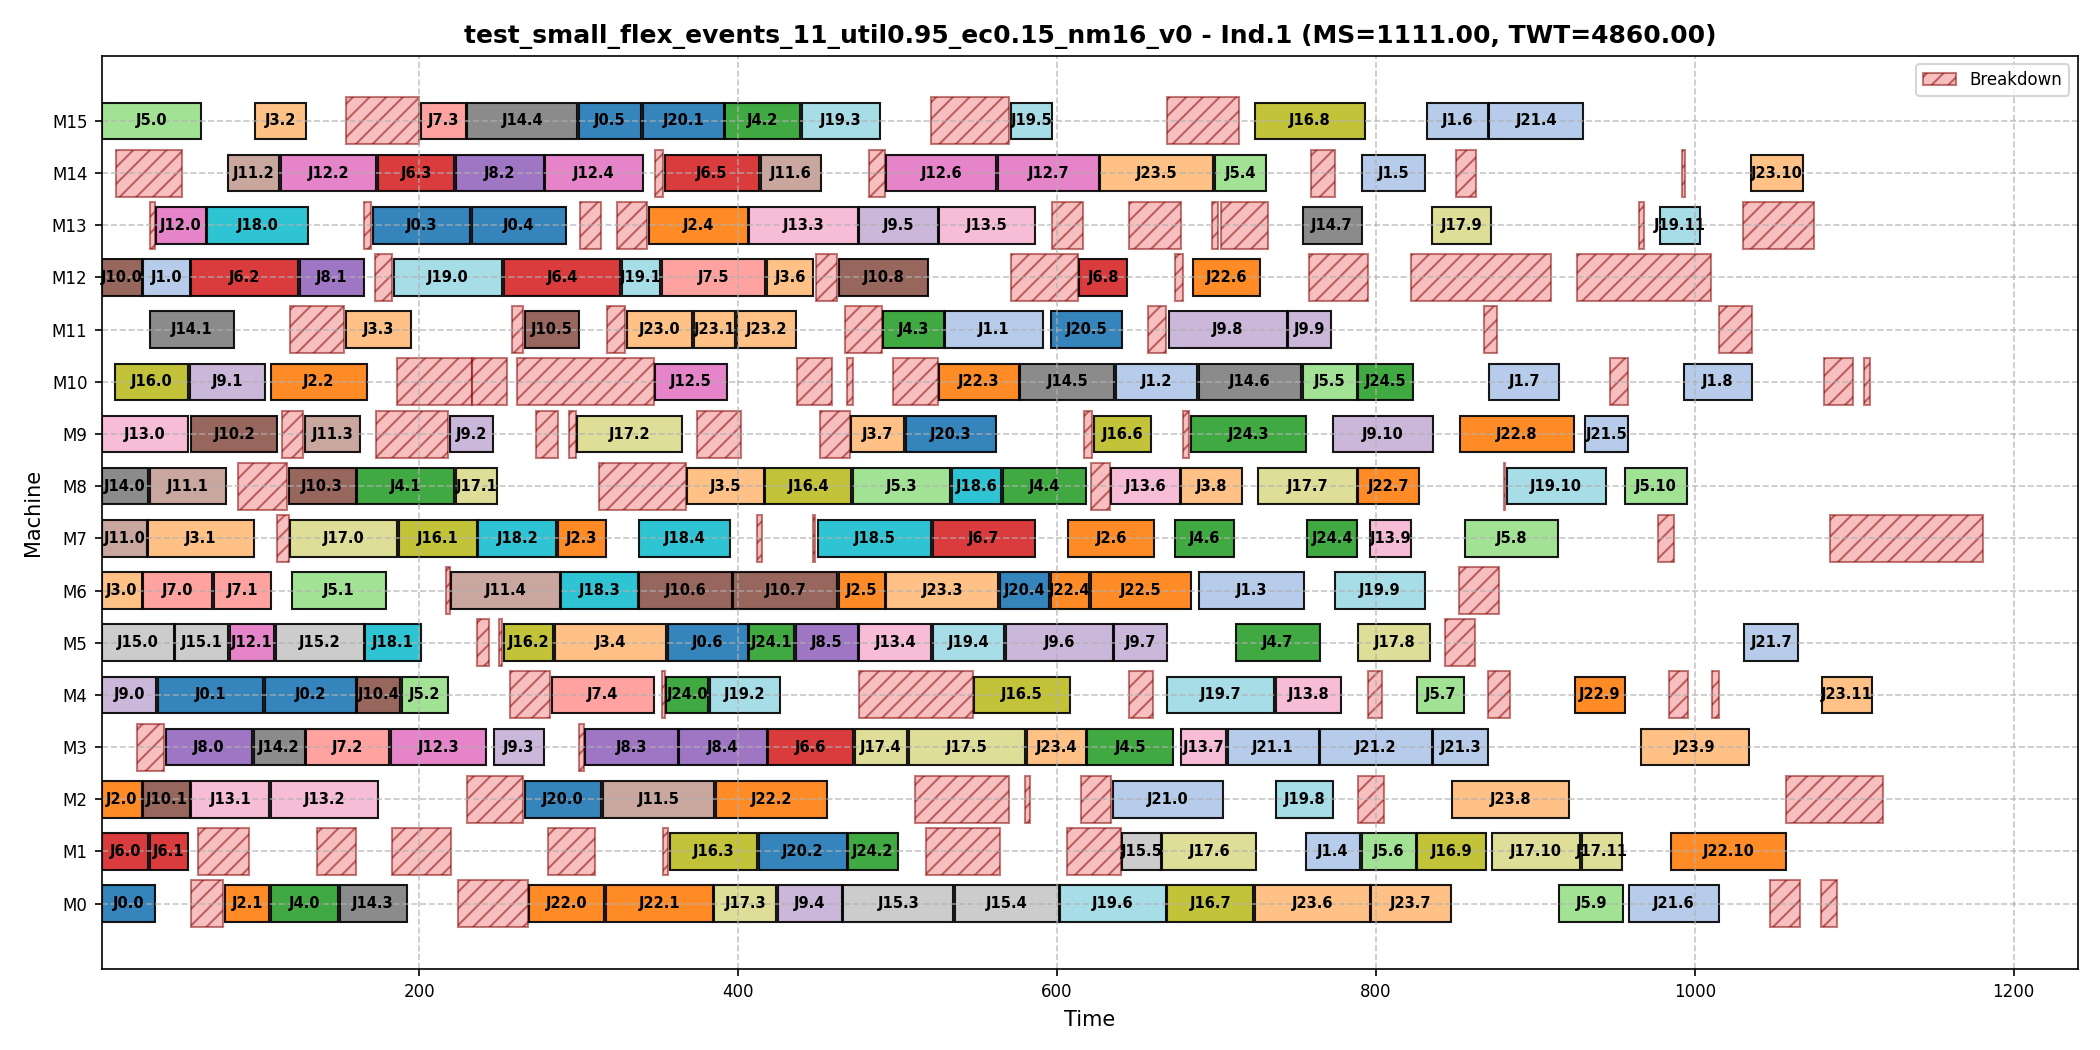 test_small_flex_events_11_util0.95_ec0.15_nm16_v0 - Ind.1 (MS=1111.00, TWT=4860.00)
Breakdown
M15 J5.0 J3.2 J7.3 J14.4 J0.5 J20.1 J4.2 J19.3 J19.5 J16.8 J1.6 J21.4
M14 J11.2 J12.2 J6.3 J8.2 J12.4 J6.5 J11.6 J12.6 J12.7 J23.5 J5.4 J1.5 J23.10
M13 J12.0 J18.0 J0.3 J0.4 J2.4 J13.3 J9.5 J13.5 J14.7 J17.9 J19.11
M12 J10.0 J1.0 J6.2 J8.1 J19.0 J6.4 J19.1 J7.5 J3.6 J10.8 J6.8 J22.6
M11 J14.1 J3.3 J10.5 J23.0 J23.1 J23.2 J4.3 J1.1 J20.5 J9.8 J9.9
M10 J16.0 J9.1 J2.2 J12.5 J22.3 J14.5 J1.2 J14.6 J5.5 J24.5 J1.7 J1.8
M9 J13.0 J10.2 J11.3 J9.2 J17.2 J3.7 J20.3 J16.6 J24.3 J9.10 J22.8 J21.5
M8 J14.0 J11.1 J10.3 J4.1 J17.1 J3.5 J16.4 J5.3 J18.6 J4.4 J13.6 J3.8 J17.7 J22.7 J19.10 J5.10
M7 J11.0 J3.1 J17.0 J16.1 J18.2 J2.3 J18.4 J18.5 J6.7 J2.6 J4.6 J24.4 J13.9 J5.8
M6 J3.0 J7.0 J7.1 J5.1 J11.4 J18.3 J10.6 J10.7 J2.5 J23.3 J20.4 J22.4 J22.5 J1.3 J19.9
M5 J15.0 J15.1 J12.1 J15.2 J18.1 J16.2 J3.4 J0.6 J24.1 J8.5 J13.4 J19.4 J9.6 J9.7 J4.7 J17.8 J21.7
M4 J9.0 J0.1 J0.2 J10.4 J5.2 J7.4 J24.0 J19.2 J16.5 J19.7 J13.8 J5.7 J22.9 J23.11
M3 J8.0 J14.2 J7.2 J12.3 J9.3 J8.3 J8.4 J6.6 J17.4 J17.5 J23.4 J4.5 J13.7 J21.1 J21.2 J21.3 J23.9
M2 J2.0 J10.1 J13.1 J13.2 J20.0 J11.5 J22.2 J21.0 J19.8 J23.8
M1 J6.0 J6.1 J16.3 J20.2 J24.2 J15.5 J17.6 J1.4 J5.6 J16.9 J17.10 J17.11 J22.10
M0 J0.0 J2.1 J4.0 J14.3 J22.0 J22.1 J17.3 J9.4 J15.3 J15.4 J19.6 J16.7 J23.6 J23.7 J5.9 J21.6
200 400 600 800 1000 1200
Time
Machine